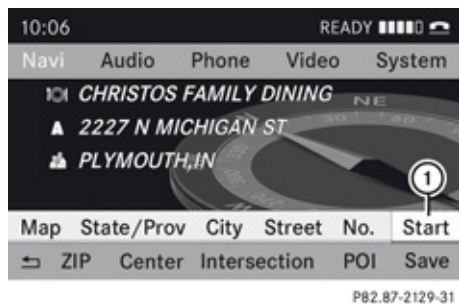 10:06 READY
Navi Audio Phone Video System
CHRISTOS FAMILY DINING
NE
2227 N MICHIGAN ST
PLYMOUTH,IN
1
Map State/Prov City Street No. Start
ZIP Center Intersection POI Save
P82.87-2129-31